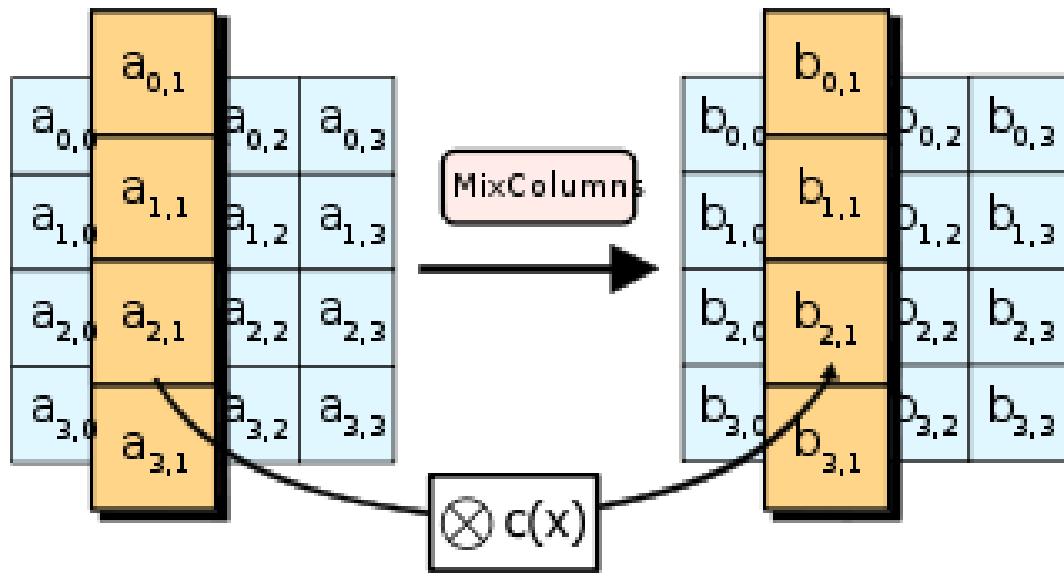 a0,1 b0,1
a0,0 a0,2 a0,3 b0,0 b0,2 b0,3
MixColumns
a1,1 b1,1
a1,0 a1,2 a1,3 b1,0 b1,2 b1,3
a2,0 a2,1 a2,2 a2,3 b2,0 b2,1 b2,2 b2,3
a3,0 a3,2 a3,3 b3,0 b3,2 b3,3
a3,1 b3,1
⊗ c(x)